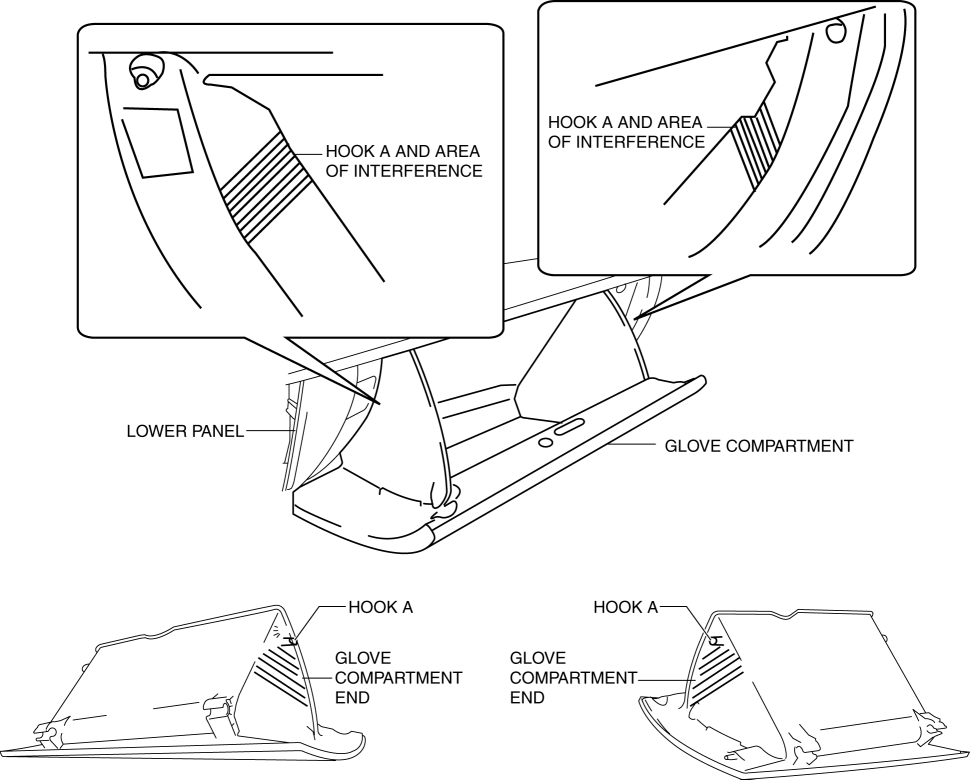 HOOK A AND AREA
OF INTERFERENCE
HOOK A AND AREA
OF INTERFERENCE
LOWER PANEL
GLOVE COMPARTMENT
HOOK A
GLOVE
COMPARTMENT
END
HOOK A
GLOVE
COMPARTMENT
END